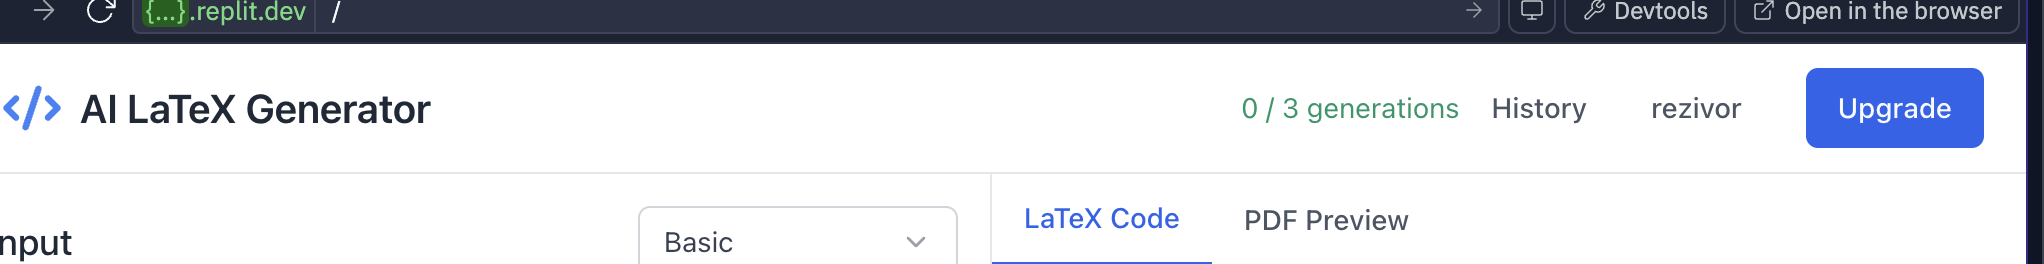 {...}.replit.dev / Devtools Open in the browser
</> AI LaTeX Generator 0 / 3 generations History rezivor Upgrade
nput Basic LaTeX Code PDF Preview